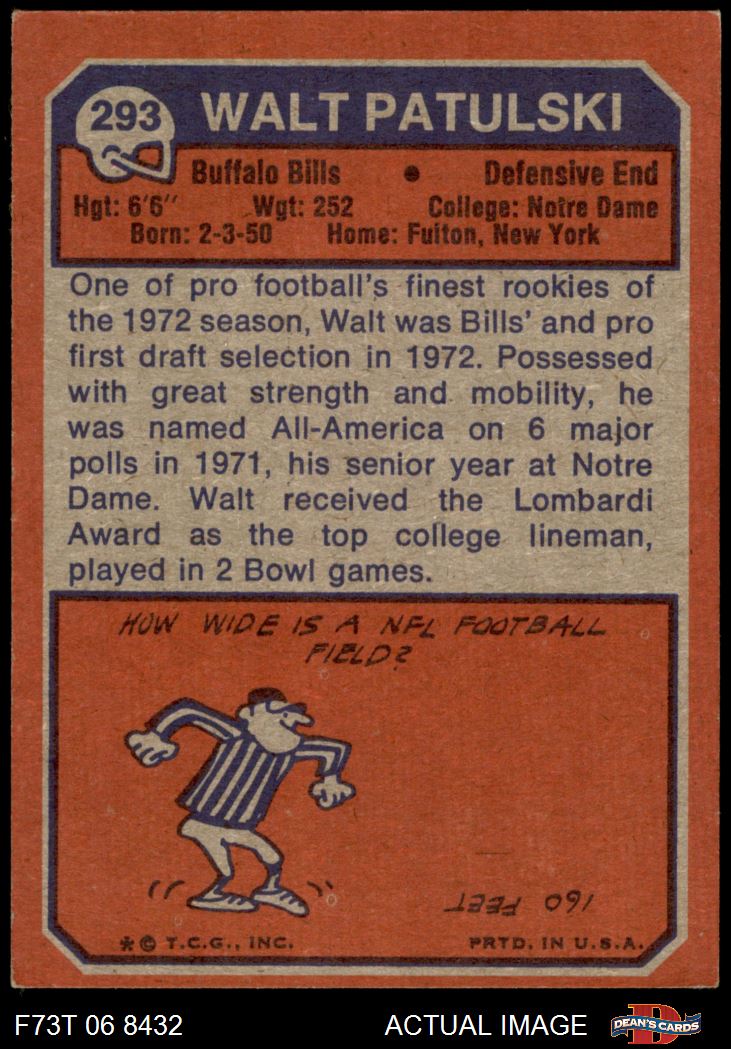 293 WALT PATULSKI
Buffalo Bills • Defensive End
Hgt: 6'6" Wgt: 252 College: Notre Dame
Born: 2-3-50 Home: Fulton, New York
One of pro football's finest rookies of
the 1972 season, Walt was Bills' and pro
first draft selection in 1972. Possessed
with great strength and mobility, he
was named All-America on 6 major
polls in 1971, his senior year at Notre
Dame. Walt received the Lombardi
Award as the top college lineman,
played in 2 Bowl games.
HOW WIDE IS A NFL FOOTBALL
FIELD?
160 FEET
*© T.C.G., INC. PRTD. IN U.S.A.
F73T 06 8432 ACTUAL IMAGE DEAN'S CARDS